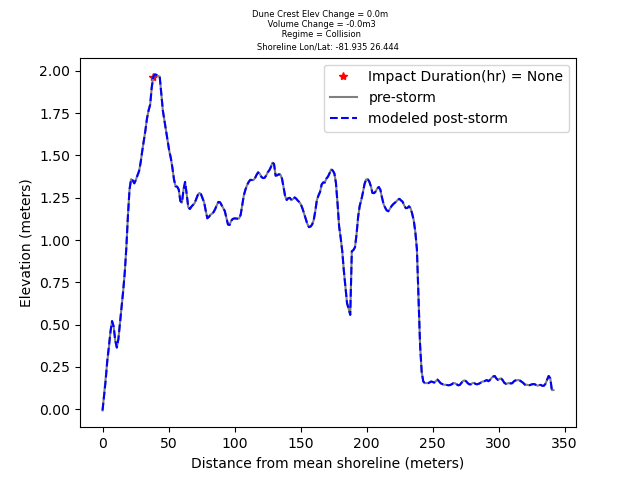 Dune Crest Elev Change = 0.0m
Volume Change = -0.0m3
Regime = Collision
Shoreline Lon/Lat: -81.935 26.444
Impact Duration(hr) = None
pre-storm
modeled post-storm
Elevation (meters)
2.00
1.75
1.50
1.25
1.00
0.75
0.50
0.25
0.00
0 50 100 150 200 250 300 350
Distance from mean shoreline (meters)